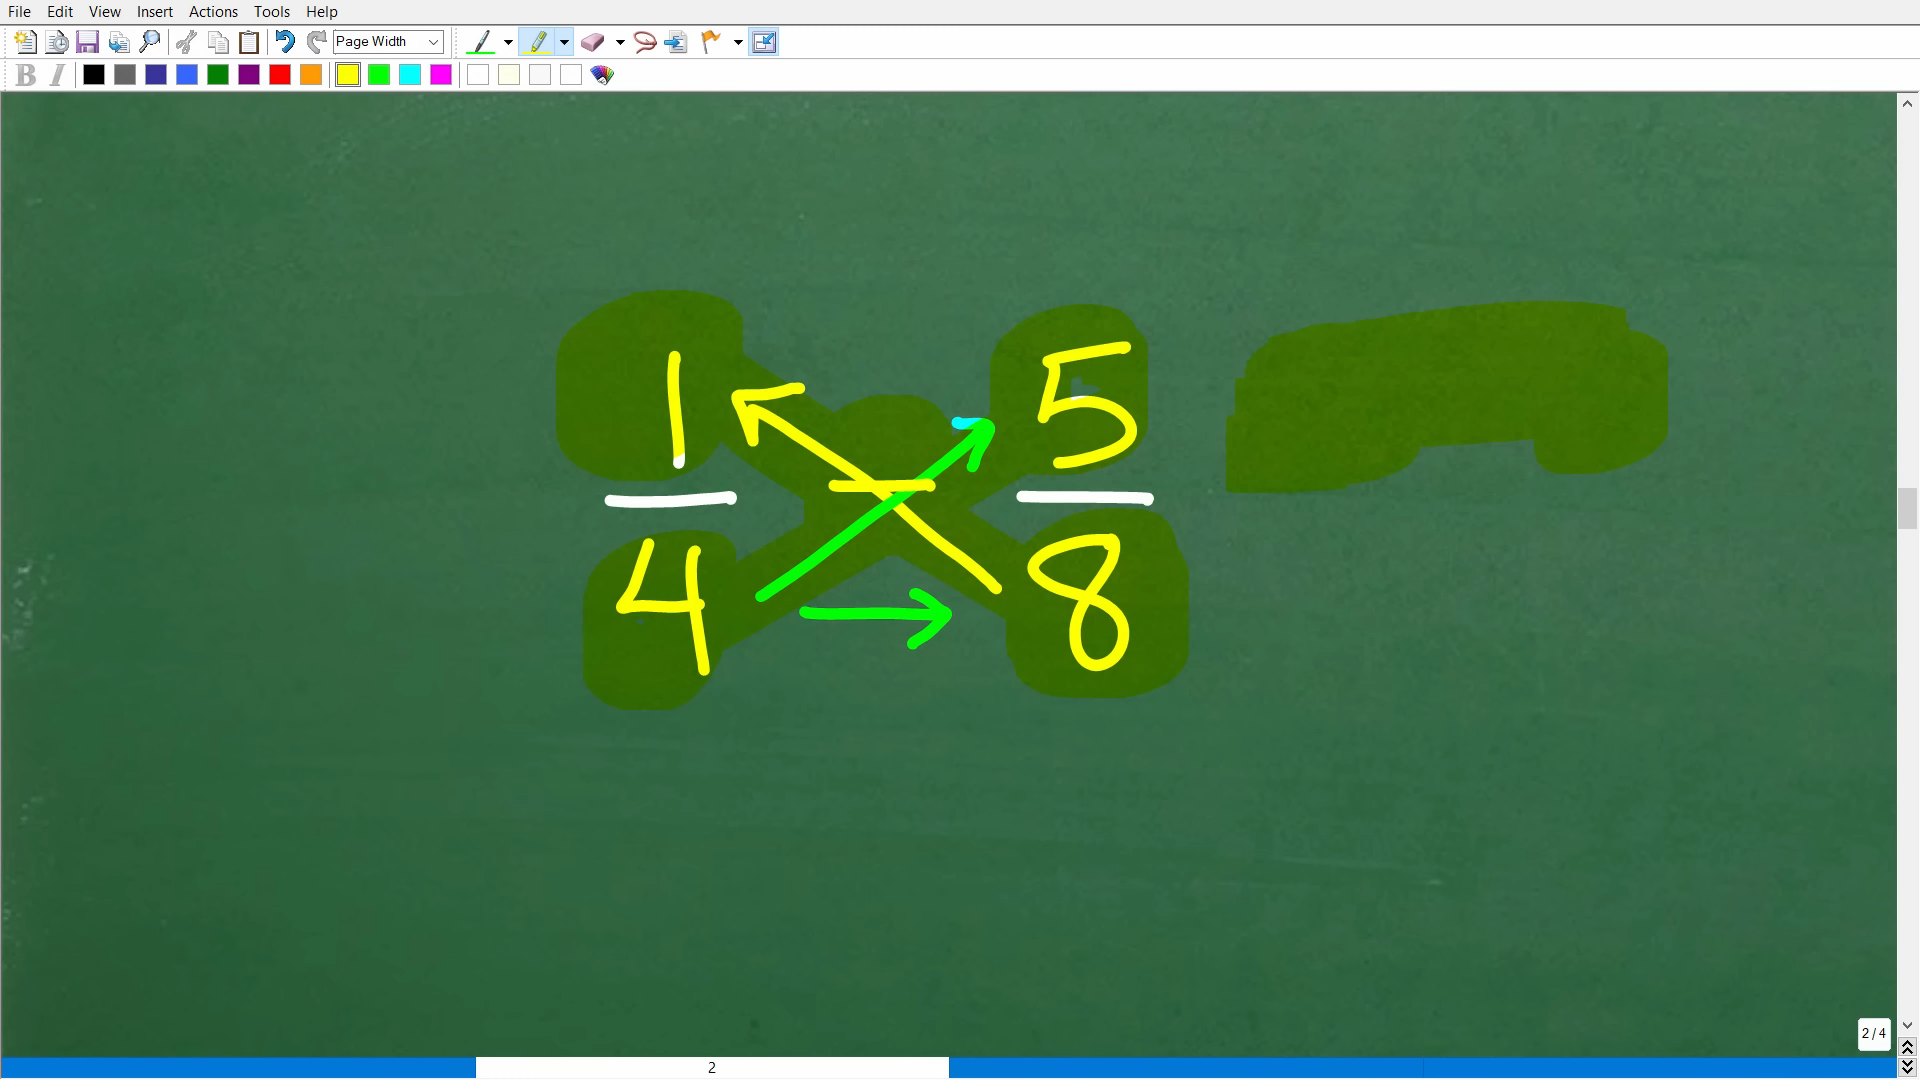 File Edit View Insert Actions Tools Help
Page Width
B I
1 5
—
4 → 8
2 / 4
2